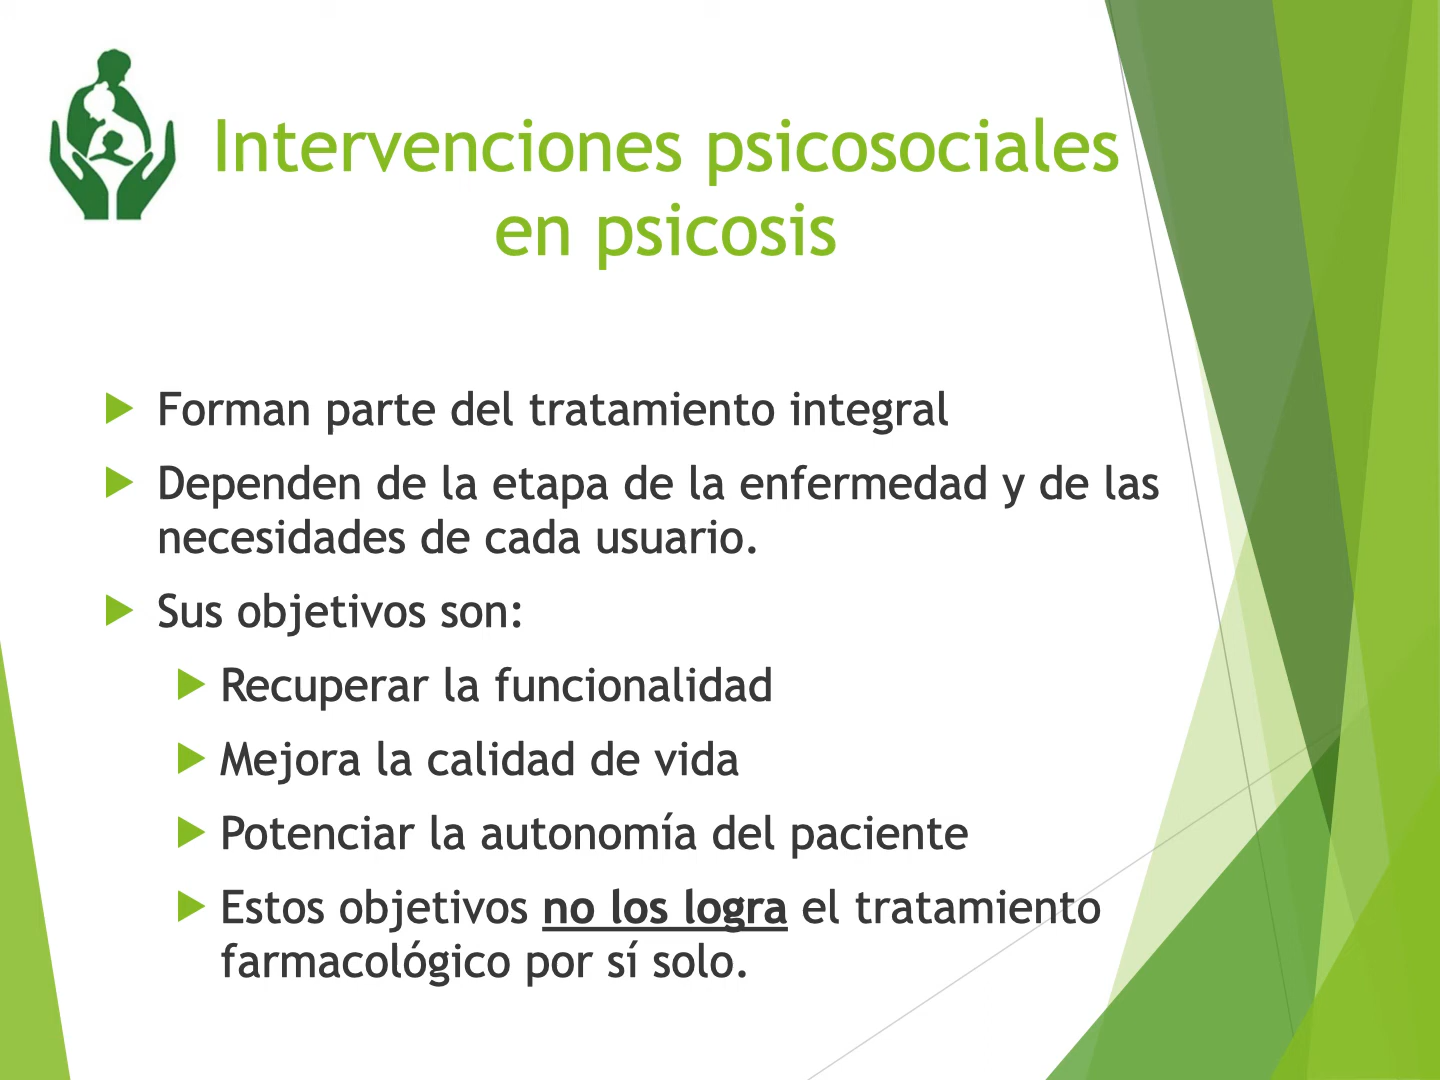 Intervenciones psicosociales
en psicosis
Forman parte del tratamiento integral
Dependen de la etapa de la enfermedad y de las
necesidades de cada usuario.
Sus objetivos son:
Recuperar la funcionalidad
Mejora la calidad de vida
Potenciar la autonomía del paciente
Estos objetivos no los logra el tratamiento
farmacológico por sí solo.